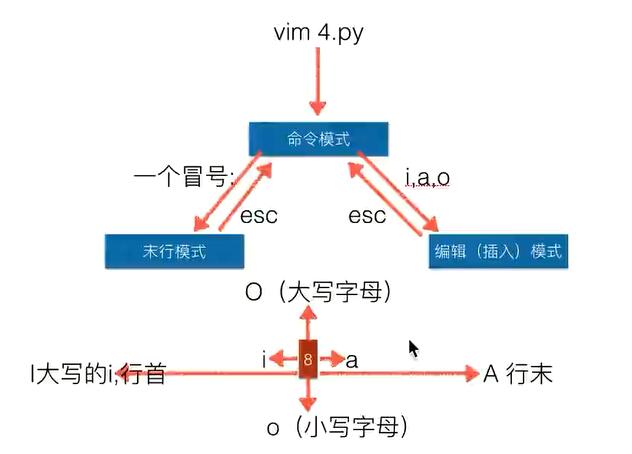 vim 4.py
命令模式
一个冒号:
i,a,o
esc
esc
末行模式
编辑（插入）模式
O（大写字母）
i
8
a
I大写的i,行首
A 行末
o（小写字母）